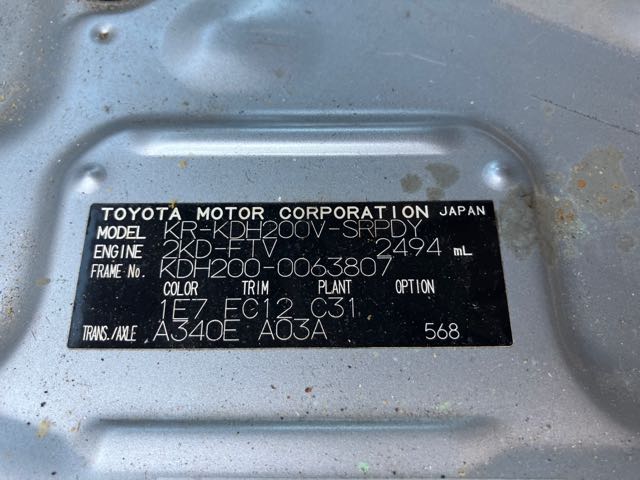 TOYOTA MOTOR CORPORATION JAPAN
MODEL KR-KDH200V-SRPDY
ENGINE 2KD-FTV 2494 mL
FRAME No. KDH200-0063807
COLOR TRIM PLANT OPTION
1E7 EC12 C31
TRANS./AXLE A340E A03A 568